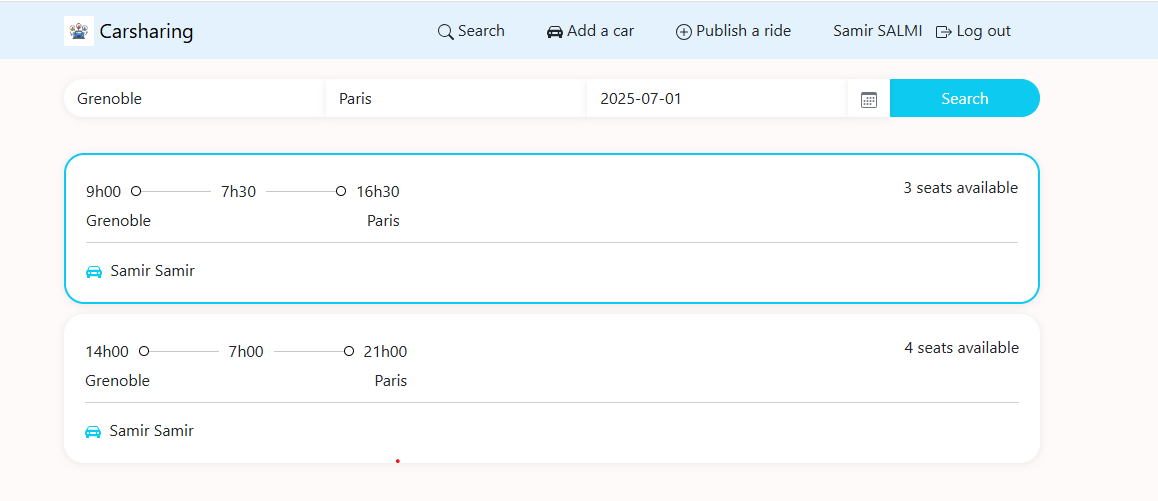 Carsharing Search Add a car Publish a ride Samir SALMI Log out
Grenoble Paris 2025-07-01 Search
9h00 7h30 16h30 3 seats available
Grenoble Paris
Samir Samir
14h00 7h00 21h00 4 seats available
Grenoble Paris
Samir Samir